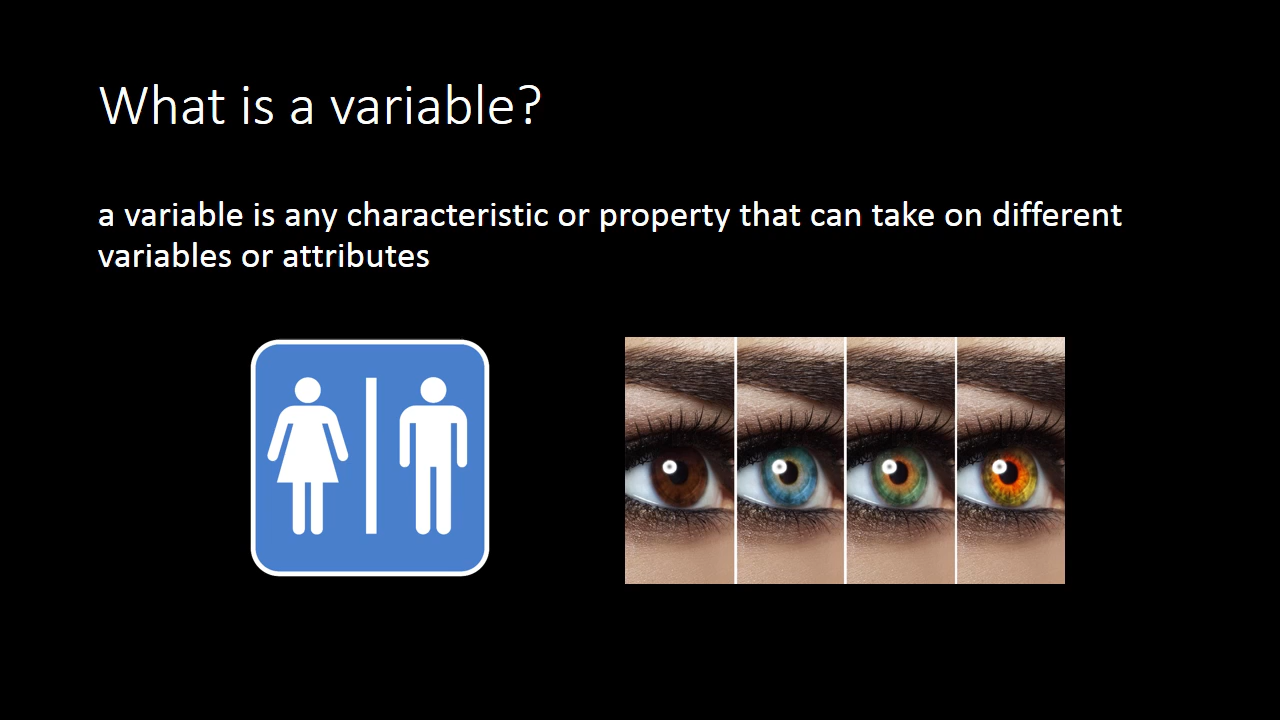 What is a variable?
a variable is any characteristic or property that can take on different
variables or attributes